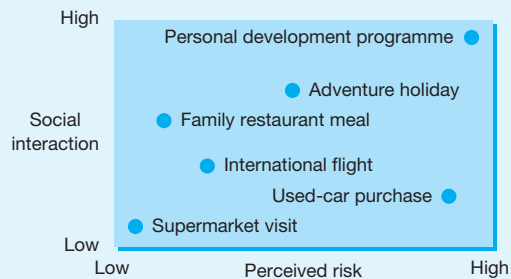 High
Personal development programme
Adventure holiday
Social
interaction
Family restaurant meal
International flight
Used-car purchase
Supermarket visit
Low
Low
Perceived risk
High